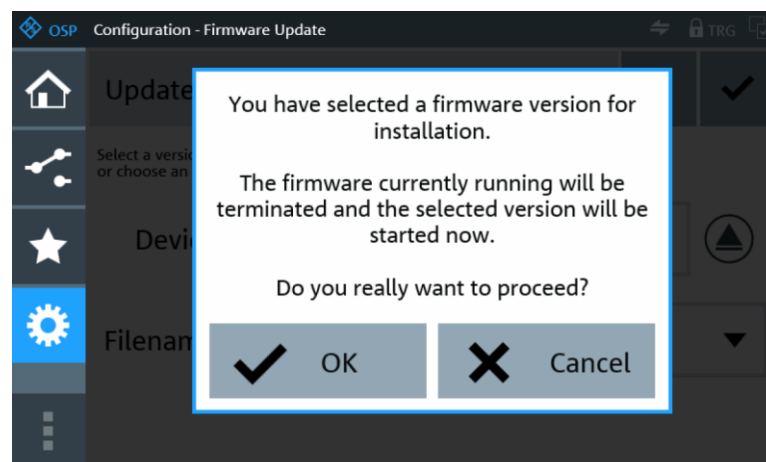 OSP Configuration - Firmware Update TRG
Update
Select a versic
or choose an
Devi
Filenam
You have selected a firmware version for
installation.
The firmware currently running will be
terminated and the selected version will be
started now.
Do you really want to proceed?
OK Cancel